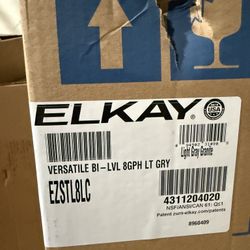 ELKAY
USA
Light Gray Granite
VERSATILE BI-LVL 8GPH LT GRY
EZSTL8LC
4311204020
NSF/ANSI/CAN 61: Q≤1
Patent zurn-elkay.com/patents
8960409